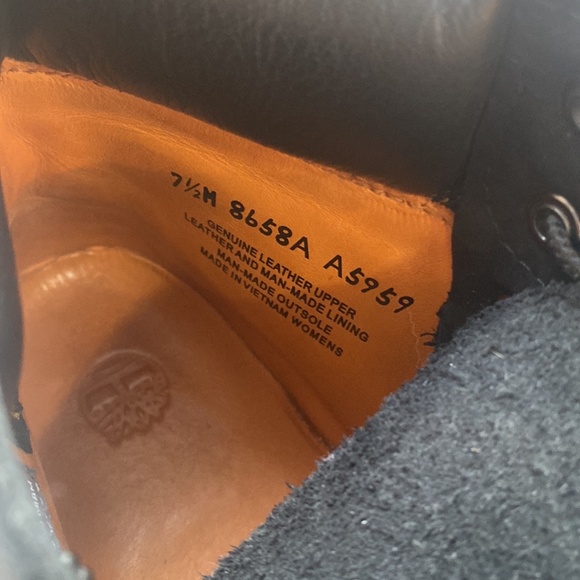 7½M 8658A A5959
GENUINE LEATHER UPPER
LEATHER AND MAN-MADE LINING
MAN-MADE OUTSOLE
MADE IN VIETNAM WOMENS